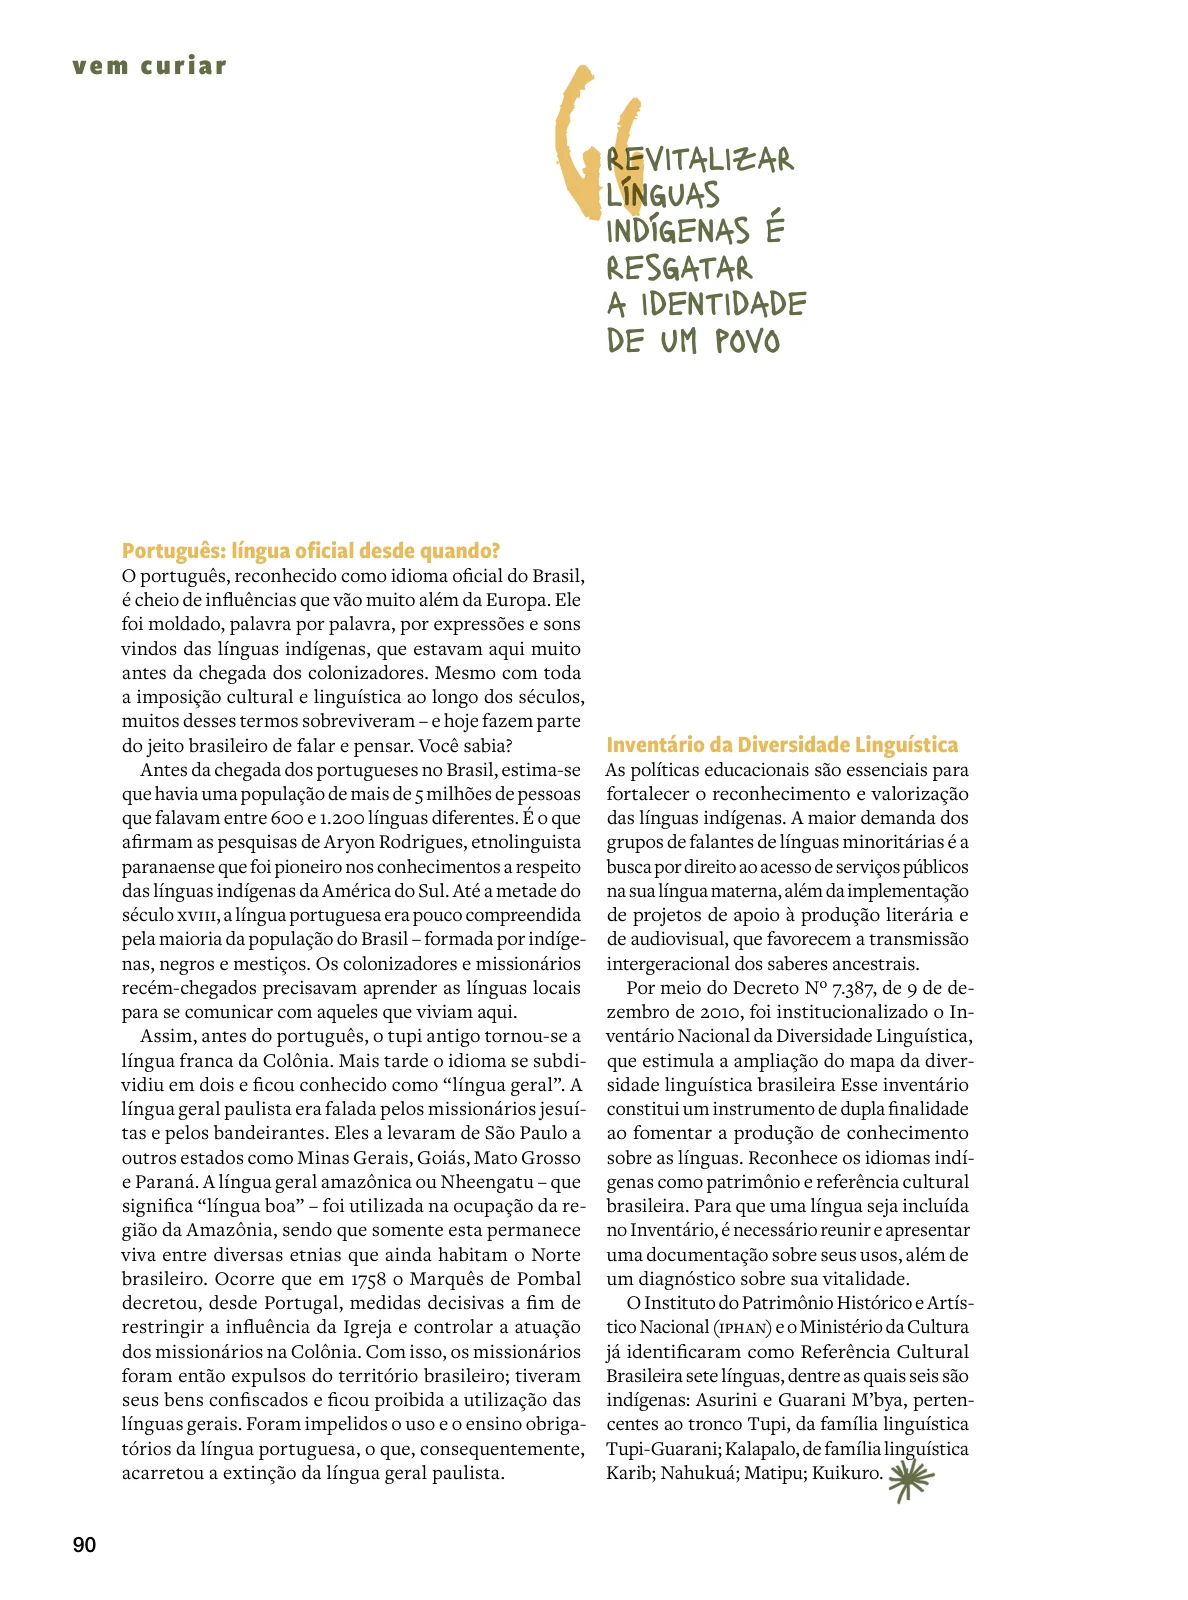 vem curiar
REVITALIZAR
LÍNGUAS
INDÍGENAS É
RESGATAR
A IDENTIDADE
DE UM POVO
Português: língua oficial desde quando?
O português, reconhecido como idioma oficial do Brasil,
é cheio de influências que vão muito além da Europa. Ele
foi moldado, palavra por palavra, por expressões e sons
vindos das línguas indígenas, que estavam aqui muito
antes da chegada dos colonizadores. Mesmo com toda
a imposição cultural e linguística ao longo dos séculos,
muitos desses termos sobreviveram – e hoje fazem parte
do jeito brasileiro de falar e pensar. Você sabia?
Antes da chegada dos portugueses no Brasil, estima-se
que havia uma população de mais de 5 milhões de pessoas
que falavam entre 600 e 1.200 línguas diferentes. É o que
afirmam as pesquisas de Aryon Rodrigues, etnolinguista
paranaense que foi pioneiro nos conhecimentos a respeito
das línguas indígenas da América do Sul. Até a metade do
século XVIII, a língua portuguesa era pouco compreendida
pela maioria da população do Brasil – formada por indíge-
nas, negros e mestiços. Os colonizadores e missionários
recém-chegados precisavam aprender as línguas locais
para se comunicar com aqueles que viviam aqui.
Assim, antes do português, o tupi antigo tornou-se a
língua franca da Colônia. Mais tarde o idioma se subdi-
vidiu em dois e ficou conhecido como “língua geral”. A
língua geral paulista era falada pelos missionários jesuí-
tas e pelos bandeirantes. Eles a levaram de São Paulo a
outros estados como Minas Gerais, Goiás, Mato Grosso
e Paraná. A língua geral amazônica ou Nheengatu – que
significa “língua boa” – foi utilizada na ocupação da re-
gião da Amazônia, sendo que somente esta permanece
viva entre diversas etnias que ainda habitam o Norte
brasileiro. Ocorre que em 1758 o Marquês de Pombal
decretou, desde Portugal, medidas decisivas a fim de
restringir a influência da Igreja e controlar a atuação
dos missionários na Colônia. Com isso, os missionários
foram então expulsos do território brasileiro; tiveram
seus bens confiscados e ficou proibida a utilização das
línguas gerais. Foram impelidos o uso e o ensino obriga-
tórios da língua portuguesa, o que, consequentemente,
acarretou a extinção da língua geral paulista.
Inventário da Diversidade Linguística
As políticas educacionais são essenciais para
fortalecer o reconhecimento e valorização
das línguas indígenas. A maior demanda dos
grupos de falantes de línguas minoritárias é a
busca por direito ao acesso de serviços públicos
na sua língua materna, além da implementação
de projetos de apoio à produção literária e
de audiovisual, que favorecem a transmissão
intergeracional dos saberes ancestrais.
Por meio do Decreto Nº 7.387, de 9 de de-
zembro de 2010, foi institucionalizado o In-
ventário Nacional da Diversidade Linguística,
que estimula a ampliação do mapa da diver-
sidade linguística brasileira Esse inventário
constitui um instrumento de dupla finalidade
ao fomentar a produção de conhecimento
sobre as línguas. Reconhece os idiomas indí-
genas como patrimônio e referência cultural
brasileira. Para que uma língua seja incluída
no Inventário, é necessário reunir e apresentar
uma documentação sobre seus usos, além de
um diagnóstico sobre sua vitalidade.
O Instituto do Patrimônio Histórico e Artís-
tico Nacional (IPHAN) e o Ministério da Cultura
já identificaram como Referência Cultural
Brasileira sete línguas, dentre as quais seis são
indígenas: Asurini e Guarani M’bya, perten-
centes ao tronco Tupi, da família linguística
Tupi-Guarani; Kalapalo, de família linguística
Karib; Nahukuá; Matipu; Kuikuro.
90